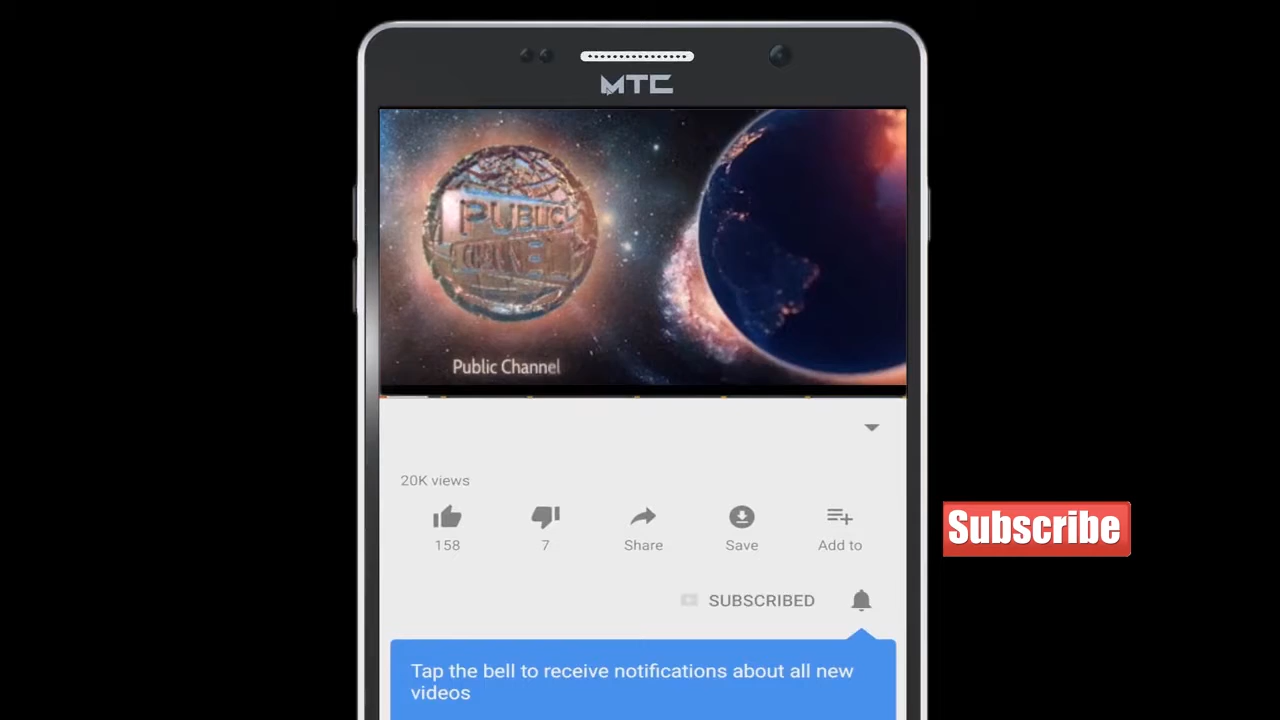 MTC
PUBLIC
Public Channel
20K views
158
7
Share
Save
Add to
Subscribe
SUBSCRIBED
Tap the bell to receive notifications about all new
videos